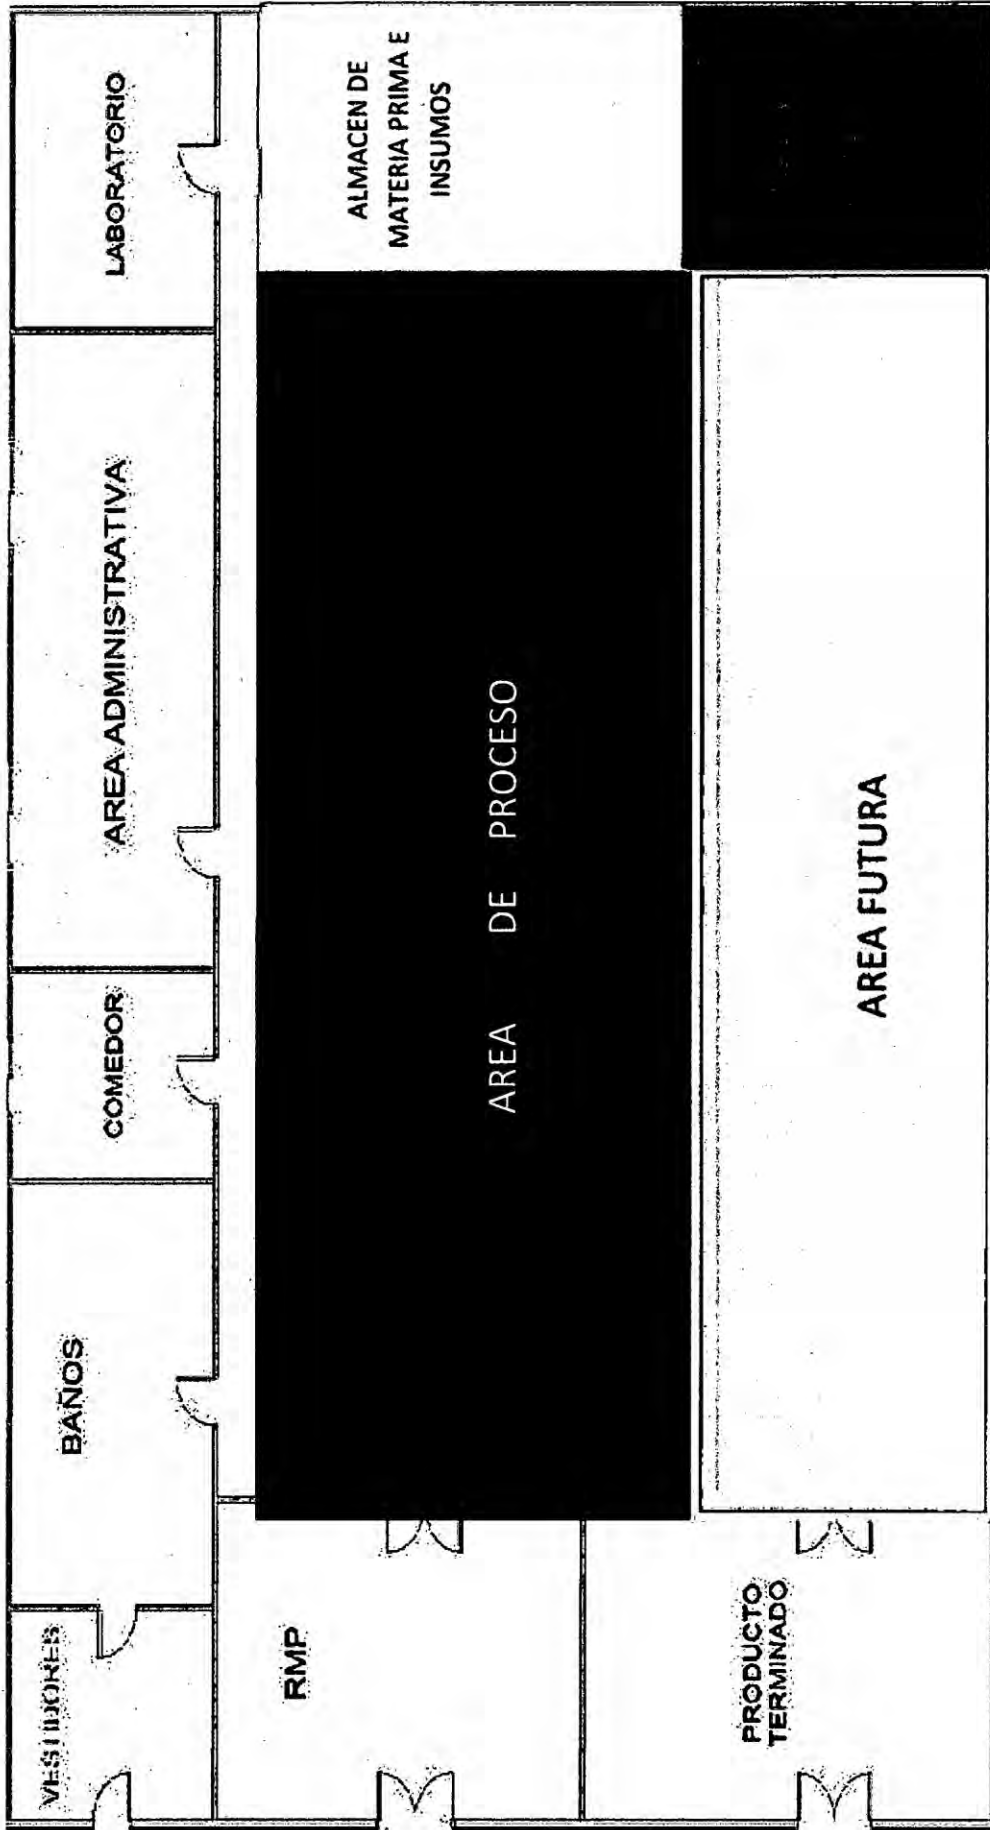 VESTIDORES
BAÑOS
COMEDOR
AREA ADMINISTRATIVA
LABORATORIO
RMP
AREA DE PROCESO
ALMACEN DE
MATERIA PRIMA E
INSUMOS
PRODUCTO
TERMINADO
AREA FUTURA